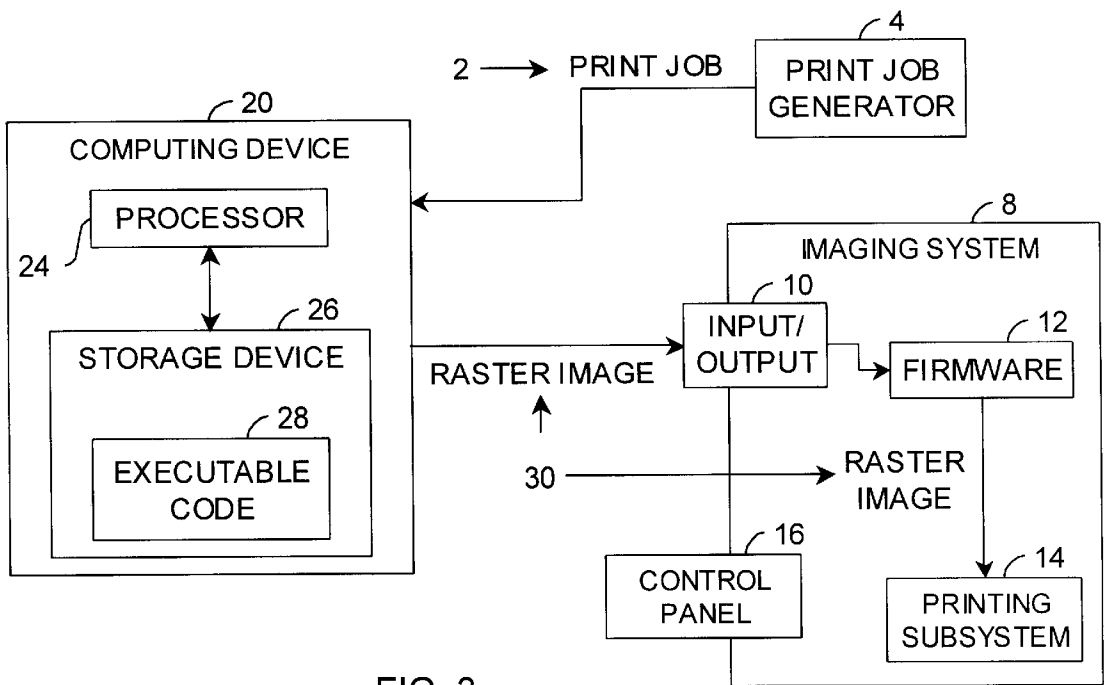 4
2
PRINT JOB
PRINT JOB
GENERATOR
20
COMPUTING DEVICE
PROCESSOR
24
26
STORAGE DEVICE
28
EXECUTABLE
CODE
8
IMAGING SYSTEM
10
INPUT/
OUTPUT
12
FIRMWARE
RASTER IMAGE
30
RASTER
IMAGE
16
CONTROL
PANEL
14
PRINTING
SUBSYSTEM